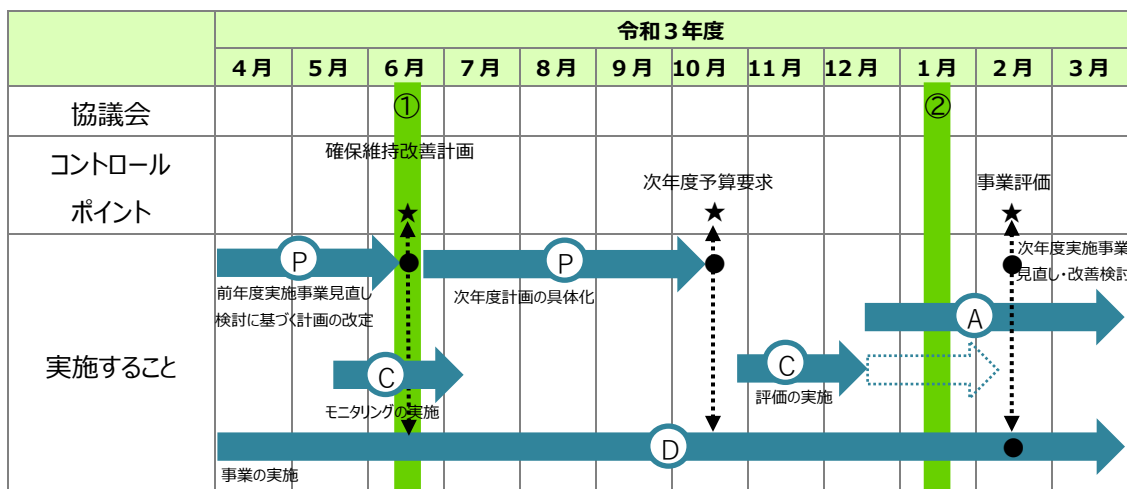 令和３年度
4月 5月 6月 7月 8月 9月 10月 11月 12月 1月 2月 3月
協議会
① ②
コントロール
ポイント
確保維持改善計画
次年度予算要求
事業評価
★ ★ ★
実施すること
P
前年度実施事業見直し
検討に基づく計画の改定
P
次年度計画の具体化
次年度実施事業
見直し・改善検討
A
C
モニタリングの実施
C
評価の実施
D
事業の実施